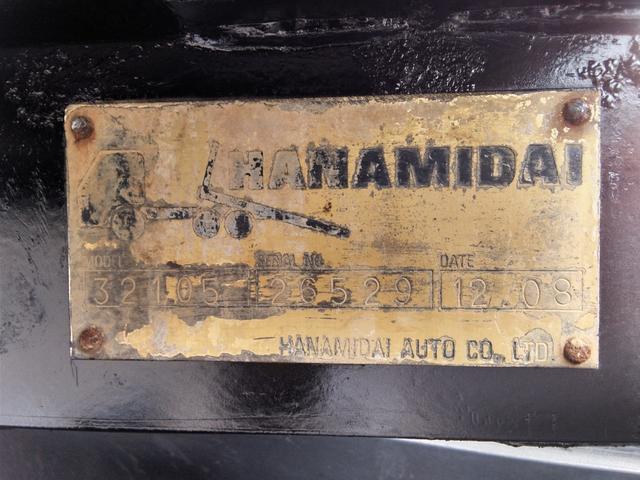 HANAMIDAI
MODEL SERIAL NO. DATE
32105 26529 12.08
HANAMIDAI AUTO CO., LTD.